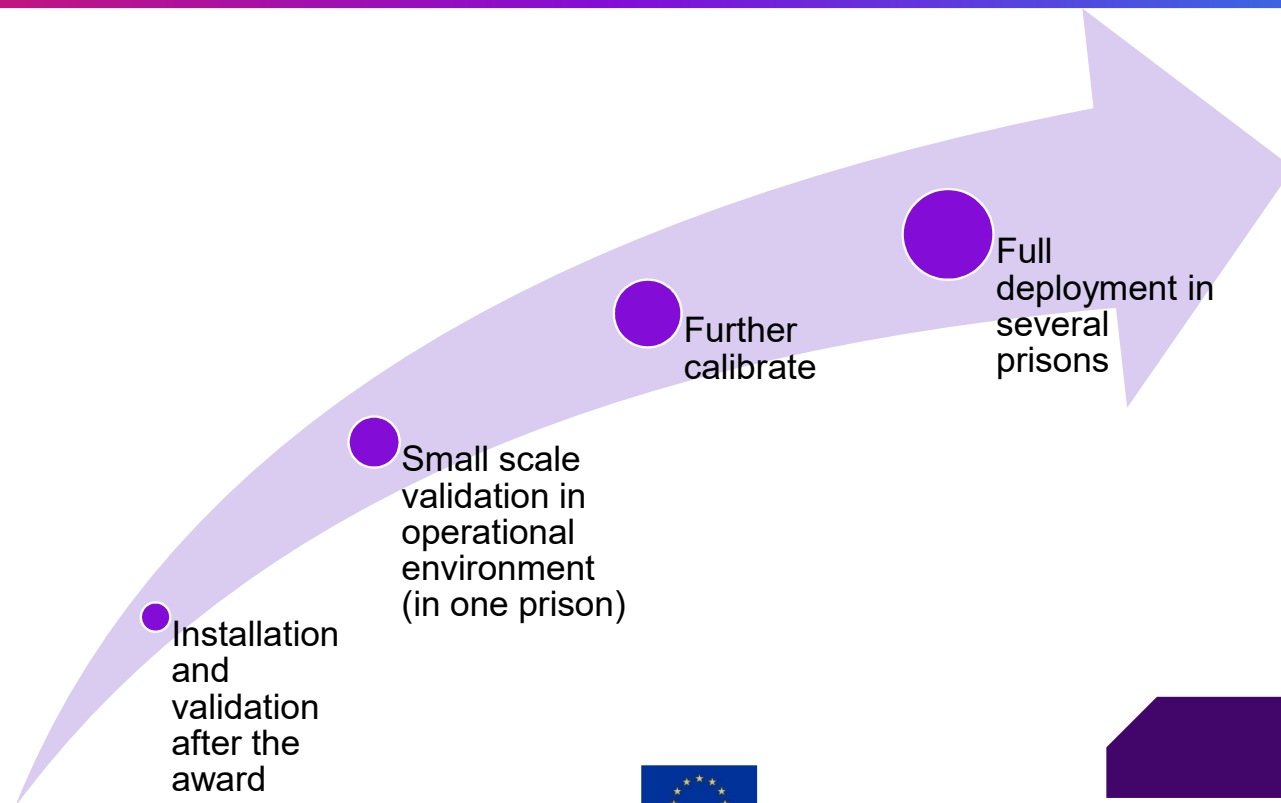 Installation
and
validation
after the
award
Small scale
validation in
operational
environment
(in one prison)
Further
calibrate
Full
deployment in
several
prisons